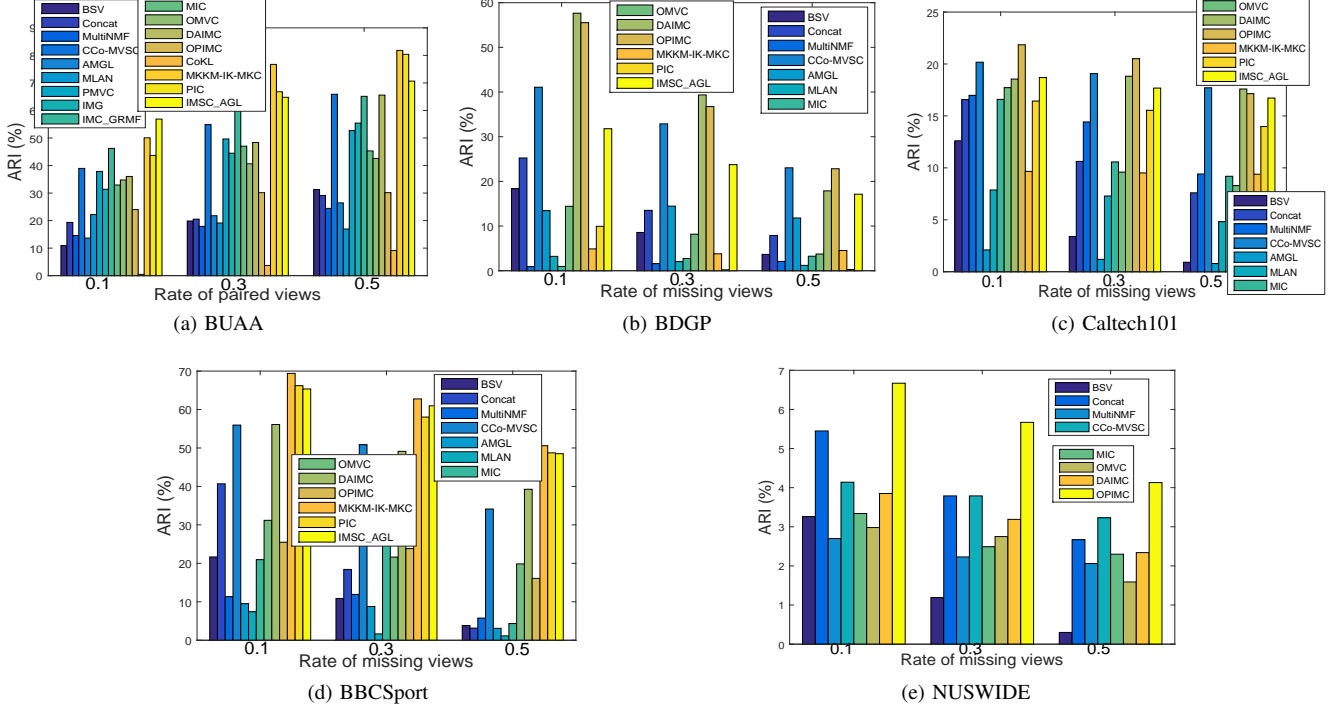 BSV
Concat
MultiNMF
CCo-MVSC
AMGL
MLAN
PMVC
IMG
IMC_GRMF
MIC
OMVC
DAIMC
OPIMC
CoKL
MKKM-IK-MKC
PIC
IMSC_AGL
ARI (%)
50
40
30
20
10
0
0.1
0.3
0.5
Rate of paired views
(a) BUAA
OMVC
DAIMC
OPIMC
MKKM-IK-MKC
PIC
IMSC_AGL
BSV
Concat
MultiNMF
CCo-MVSC
AMGL
MLAN
MIC
ARI (%)
60
50
40
30
20
10
0
0.1
0.3
0.5
Rate of missing views
(b) BDGP
OMVC
DAIMC
OPIMC
MKKM-IK-MKC
PIC
IMSC_AGL
BSV
Concat
MultiNMF
CCo-MVSC
AMGL
MLAN
MIC
ARI (%)
25
20
15
10
5
0
0.1
0.3
0.5
Rate of missing views
(c) Caltech101
BSV
Concat
MultiNMF
CCo-MVSC
AMGL
MLAN
MIC
OMVC
DAIMC
OPIMC
MKKM-IK-MKC
PIC
IMSC_AGL
ARI (%)
70
60
50
40
30
20
10
0
0.1
0.3
0.5
Rate of missing views
(d) BBCSport
BSV
Concat
MultiNMF
CCo-MVSC
MIC
OMVC
DAIMC
OPIMC
ARI (%)
7
6
5
4
3
2
1
0
0.1
0.3
0.5
Rate of missing views
(e) NUSWIDE